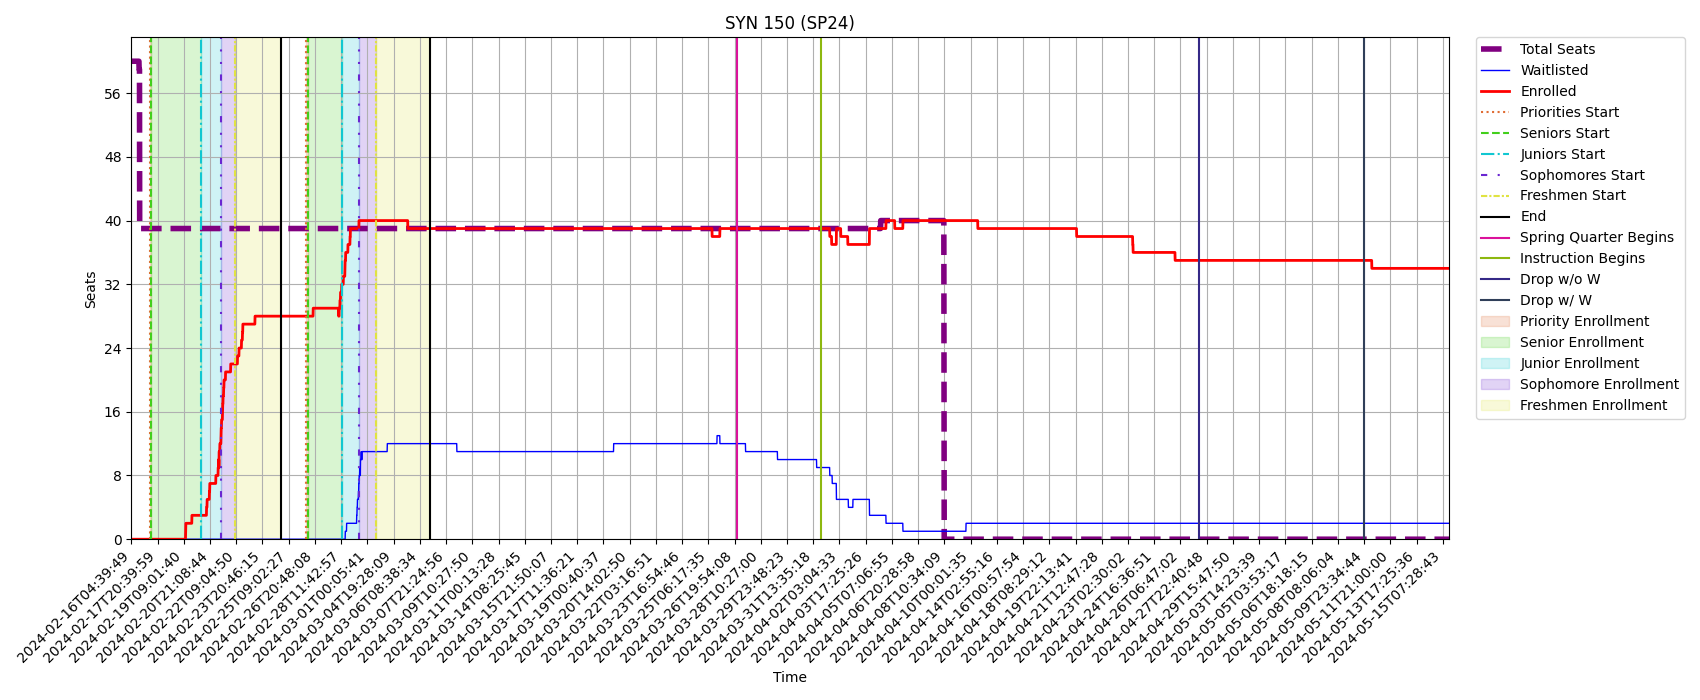 SYN 150 (SP24)
Seats
56
48
40
32
24
16
8
0
2024-02-16T04:39:49
2024-02-17T20:39:59
2024-02-19T09:01:40
2024-02-20T21:08:44
2024-02-22T09:04:50
2024-02-23T20:46:15
2024-02-25T09:02:27
2024-02-26T20:48:08
2024-02-28T11:42:57
2024-03-01T00:05:41
2024-03-04T19:28:09
2024-03-06T08:38:34
2024-03-07T21:24:56
2024-03-09T10:27:50
2024-03-11T00:13:28
2024-03-14T08:25:45
2024-03-15T21:50:07
2024-03-17T11:36:21
2024-03-19T00:40:37
2024-03-20T14:02:50
2024-03-22T03:16:51
2024-03-23T16:54:46
2024-03-25T06:17:35
2024-03-26T19:54:08
2024-03-28T10:27:00
2024-03-29T23:48:23
2024-03-31T13:35:18
2024-04-02T03:04:33
2024-04-03T17:25:26
2024-04-05T07:06:55
2024-04-06T20:28:58
2024-04-08T10:34:09
2024-04-10T00:01:35
2024-04-14T02:55:16
2024-04-16T00:57:54
2024-04-18T08:29:12
2024-04-19T22:13:41
2024-04-21T12:47:28
2024-04-23T02:30:02
2024-04-24T16:36:51
2024-04-26T06:47:02
2024-04-27T22:40:48
2024-04-29T15:47:50
2024-05-03T14:23:39
2024-05-05T03:53:17
2024-05-06T18:18:15
2024-05-08T08:06:04
2024-05-09T23:34:44
2024-05-11T21:00:00
2024-05-13T17:25:36
2024-05-15T07:28:43
Time
Total Seats
Waitlisted
Enrolled
Priorities Start
Seniors Start
Juniors Start
Sophomores Start
Freshmen Start
End
Spring Quarter Begins
Instruction Begins
Drop w/o W
Drop w/ W
Priority Enrollment
Senior Enrollment
Junior Enrollment
Sophomore Enrollment
Freshmen Enrollment